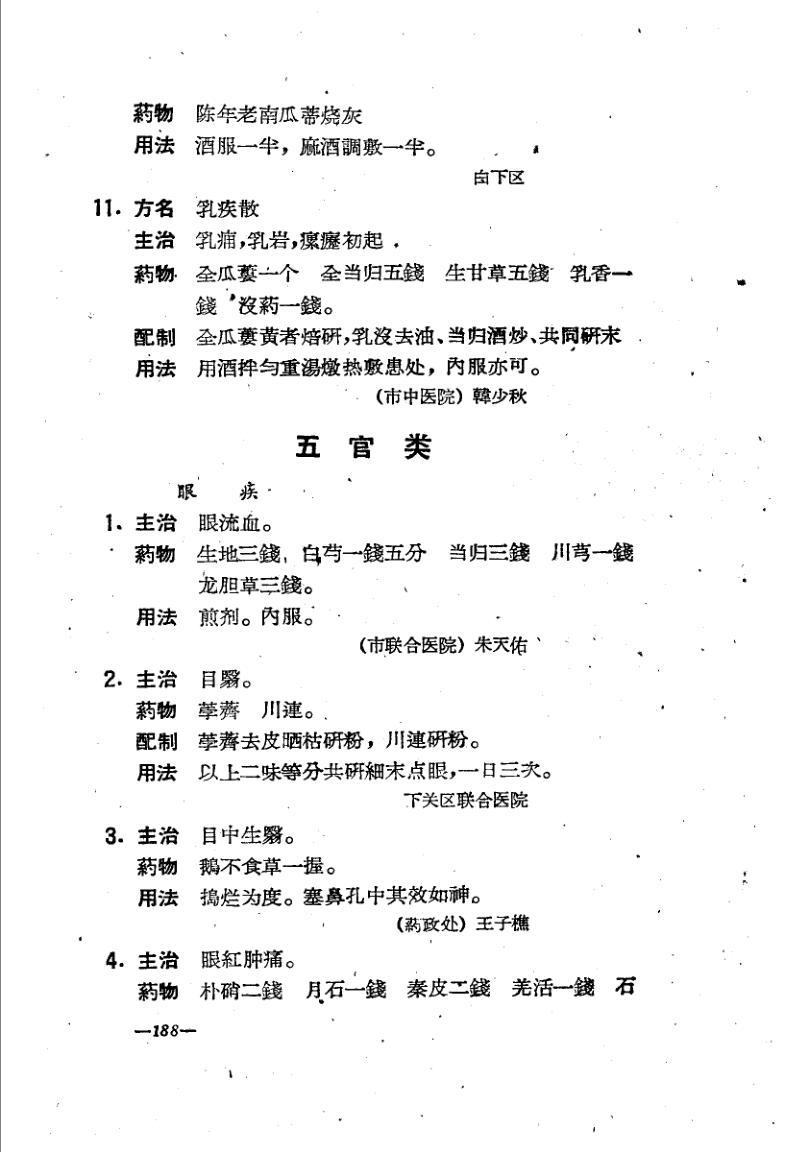 葯物 陈年老南瓜蒂烧灰
用法 酒服一半，麻酒調敷一半。
白下区
11. 方名 乳疾散
主治 乳痈,乳岩,瘰癧初起.
葯物 全瓜蔞一个 全当归五錢 生甘草五錢 乳香一
錢 沒葯一錢。
配制 全瓜蔞黃者焙研,乳沒去油、当归酒炒、共同研末
用法 用酒拌匀重湯燉热敷患处，內服亦可。
(市中医院) 韓少秋
五官类
眼 疾
1. 主治 眼流血。
葯物 生地三錢, 白芍一錢五分 当归三錢 川芎一錢
龙胆草三錢。
用法 煎剂。內服。
(市联合医院) 朱天佑
2. 主治 目翳。
葯物 荸薺 川連。
配制 荸薺去皮晒枯研粉，川連研粉。
用法 以上二味等分共研細末点眼,一日三次。
下关区联合医院
3. 主治 目中生翳。
葯物 鵝不食草一握。
用法 搗烂为度。塞鼻孔中其效如神。
(葯政处) 王子樵
4. 主治 眼紅肿痛。
葯物 朴硝二錢 月石一錢 秦皮二錢 羌活一錢 石
—188—